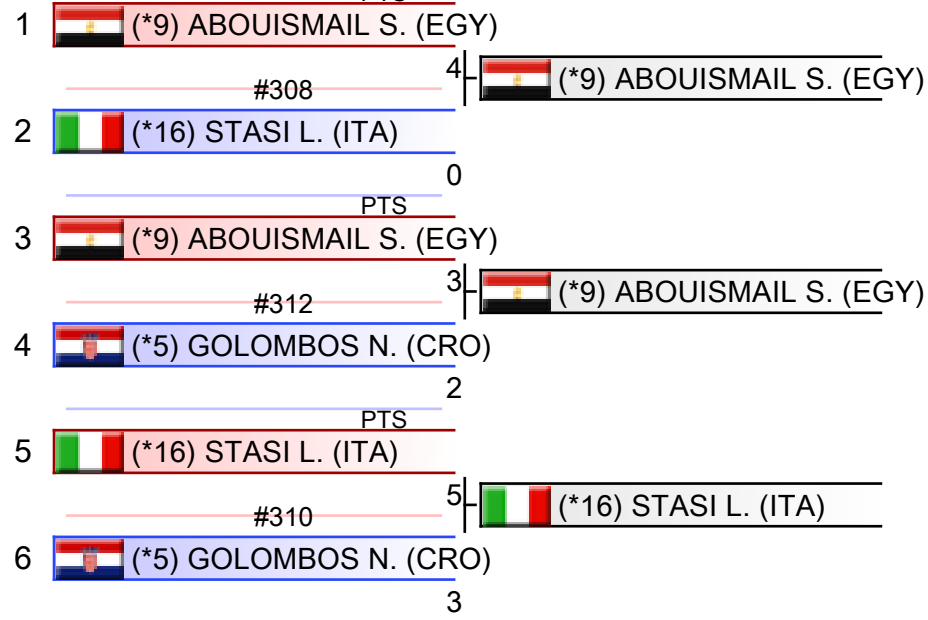 PTS
1 (*9) ABOUISMAIL S. (EGY)
4 (*9) ABOUISMAIL S. (EGY)
#308
2 (*16) STASI L. (ITA)
0
PTS
3 (*9) ABOUISMAIL S. (EGY)
3 (*9) ABOUISMAIL S. (EGY)
#312
4 (*5) GOLOMBOS N. (CRO)
2
PTS
5 (*16) STASI L. (ITA)
5 (*16) STASI L. (ITA)
#310
6 (*5) GOLOMBOS N. (CRO)
3